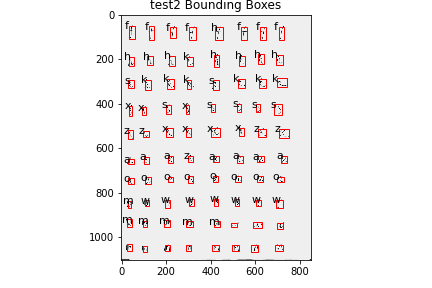 test2 Bounding Boxes
0
f f f f h f f f
h h h k h h h h
200
s k k k s k k k
400
x x s x s s s s
z z x x x x z z
600
a a a z a a a a
o o o o o o o o
800
m w w w w w w w
m m m m m
1000
0 200 400 600 800